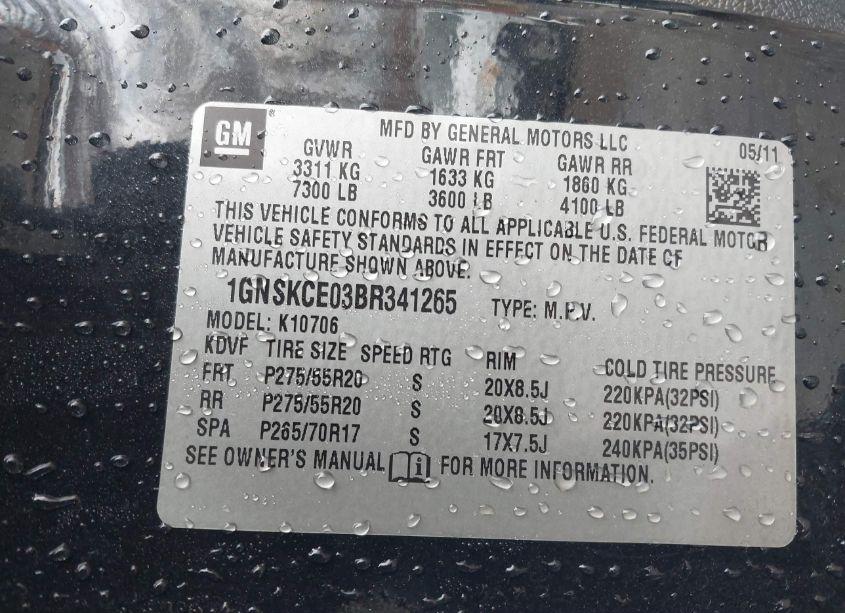 GM ®
MFD BY GENERAL MOTORS LLC 05/11
GVWR GAWR FRT GAWR RR
3311 KG 1633 KG 1860 KG
7300 LB 3600 LB 4100 LB
THIS VEHICLE CONFORMS TO ALL APPLICABLE U.S. FEDERAL MOTOR
VEHICLE SAFETY STANDARDS IN EFFECT ON THE DATE OF
MANUFACTURE SHOWN ABOVE.
1GNSKCE03BR341265 TYPE: M.P.V.
MODEL: K10706
KDVF TIRE SIZE SPEED RTG RIM COLD TIRE PRESSURE
FRT P275/55R20 S 20X8.5J 220KPA(32PSI)
RR P275/55R20 S 20X8.5J 220KPA(32PSI)
SPA P265/70R17 S 17X7.5J 240KPA(35PSI)
SEE OWNER'S MANUAL i FOR MORE INFORMATION.